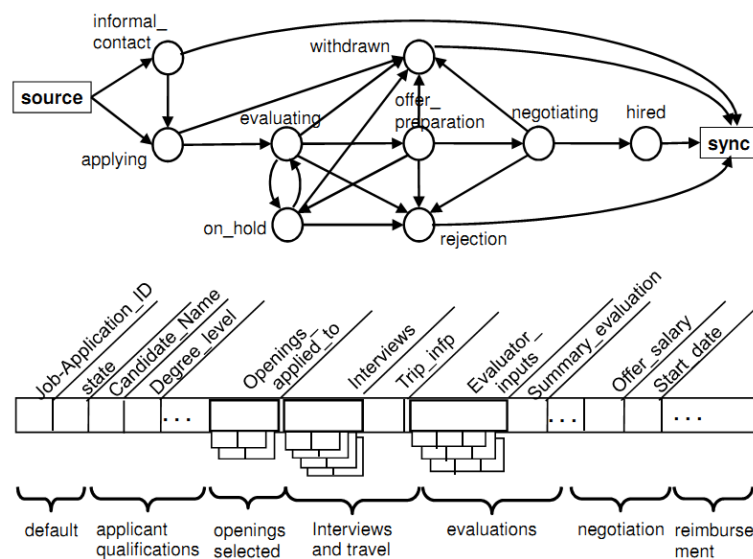 informal_
contact
withdrawn
source
offer_
preparation
evaluating
negotiating
hired
sync
applying
on_hold
rejection
Job-Application_ID
state
Candidate_Name
Degree_level
Openings_
applied_to
Interviews
Trip_infp
Evaluator_
inputs
Summary_evaluation
Offer_salary
Start_date
. . .
. . .
. . .
default
applicant
qualifications
openings
selected
Interviews
and travel
evaluations
negotiation
reimburse
ment